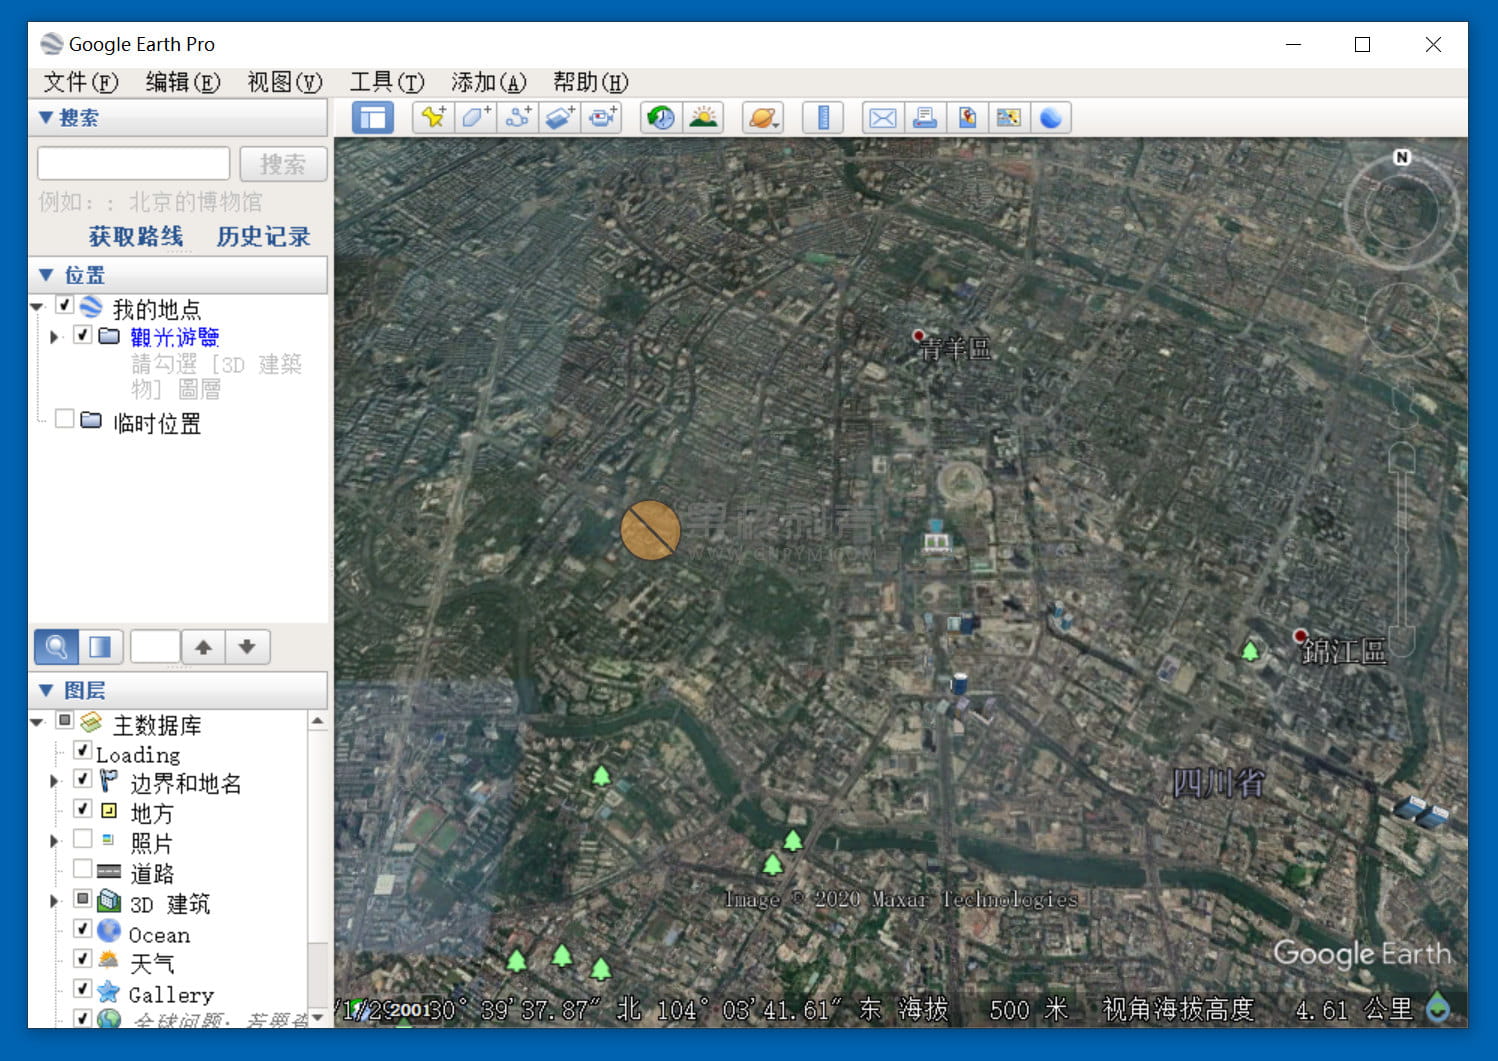 Google Earth Pro
文件(F) 编辑(E) 视图(V) 工具(T) 添加(A) 帮助(H)
搜索
搜索
例如:: 北京的博物馆
获取路线 历史记录
位置
我的地点
觀光遊覽
請勾選 [3D 建築
物] 圖層
临时位置
图层
主数据库
Loading
边界和地名
地方
照片
道路
3D 建筑
Ocean
天气
Gallery
N
青羊區
WWW.CNPYM.COM
錦江區
四川省
Image © 2020 Maxar Technologies
Google Earth
2001
30° 39'37.87" 北 104° 03'41.61" 东 海拔 500 米 视角海拔高度 4.61 公里